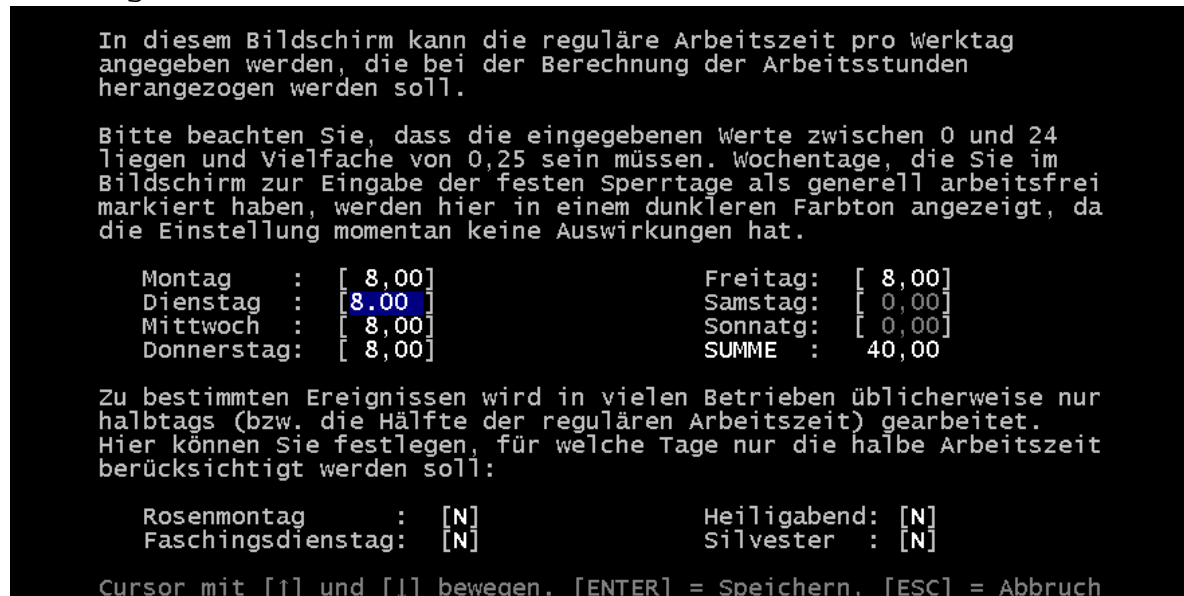 In diesem Bildschirm kann die reguläre Arbeitszeit pro Werktag
angegeben werden, die bei der Berechnung der Arbeitsstunden
herangezogen werden soll.
Bitte beachten Sie, dass die eingegebenen Werte zwischen 0 und 24
liegen und Vielfache von 0,25 sein müssen. Wochentage, die Sie im
Bildschirm zur Eingabe der festen Sperrtage als generell arbeitsfrei
markiert haben, werden hier in einem dunkleren Farbton angezeigt, da
die Einstellung momentan keine Auswirkungen hat.
Montag : [ 8,00] Freitag: [ 8,00]
Dienstag : [8.00 ] Samstag: [ 0,00]
Mittwoch : [ 8,00] Sonnatg: [ 0,00]
Donnerstag: [ 8,00] SUMME : 40,00
Zu bestimmten Ereignissen wird in vielen Betrieben üblicherweise nur
halbtags (bzw. die Hälfte der regulären Arbeitszeit) gearbeitet.
Hier können Sie festlegen, für welche Tage nur die halbe Arbeitszeit
berücksichtigt werden soll:
Rosenmontag : [N] Heiligabend: [N]
Faschingsdienstag: [N] Silvester : [N]
Cursor mit [↑] und [↓] bewegen. [ENTER] = Speichern. [ESC] = Abbruch